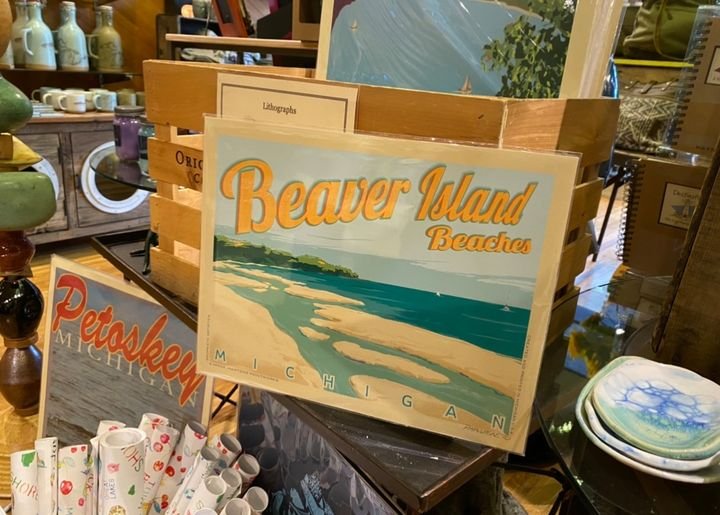 Lithographs
Beaver Island
Beaches
MICHIGAN
Petoskey
MICHIGAN